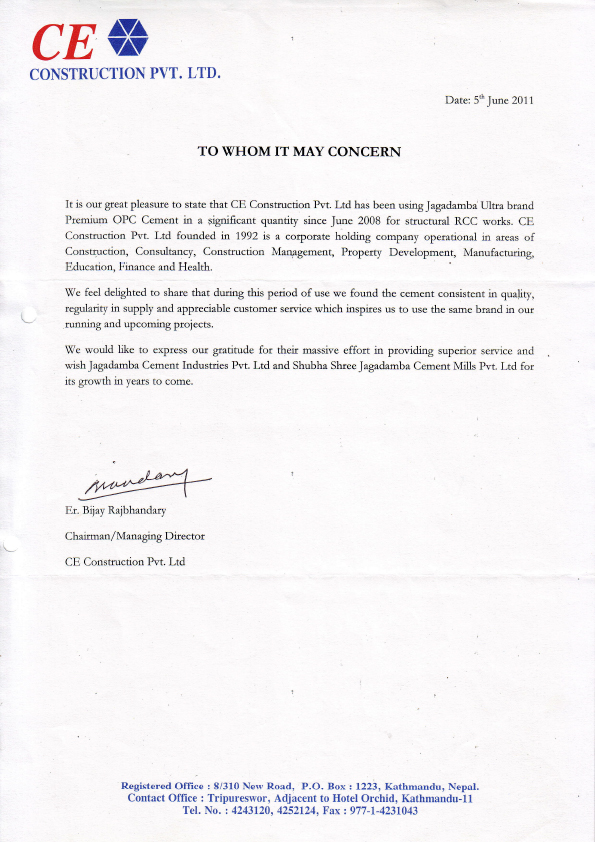 CE
CONSTRUCTION PVT. LTD.
Date: 5th June 2011
TO WHOM IT MAY CONCERN
It is our great pleasure to state that CE Construction Pvt. Ltd has been using Jagadamba Ultra brand
Premium OPC Cement in a significant quantity since June 2008 for structural RCC works. CE
Construction Pvt. Ltd founded in 1992 is a corporate holding company operational in areas of
Construction, Consultancy, Construction Management, Property Development, Manufacturing,
Education, Finance and Health.
We feel delighted to share that during this period of use we found the cement consistent in quality,
regularity in supply and appreciable customer service which inspires us to use the same brand in our
running and upcoming projects.
We would like to express our gratitude for their massive effort in providing superior service and
wish Jagadamba Cement Industries Pvt. Ltd and Shubha Shree Jagadamba Cement Mills Pvt. Ltd for
its growth in years to come.
Er. Bijay Rajbhandary
Chairman/Managing Director
CE Construction Pvt. Ltd
Registered Office : 8/310 New Road, P.O. Box : 1223, Kathmandu, Nepal.
Contact Office : Tripureswor, Adjacent to Hotel Orchid, Kathmandu-11
Tel. No. : 4243120, 4252124, Fax : 977-1-4231043